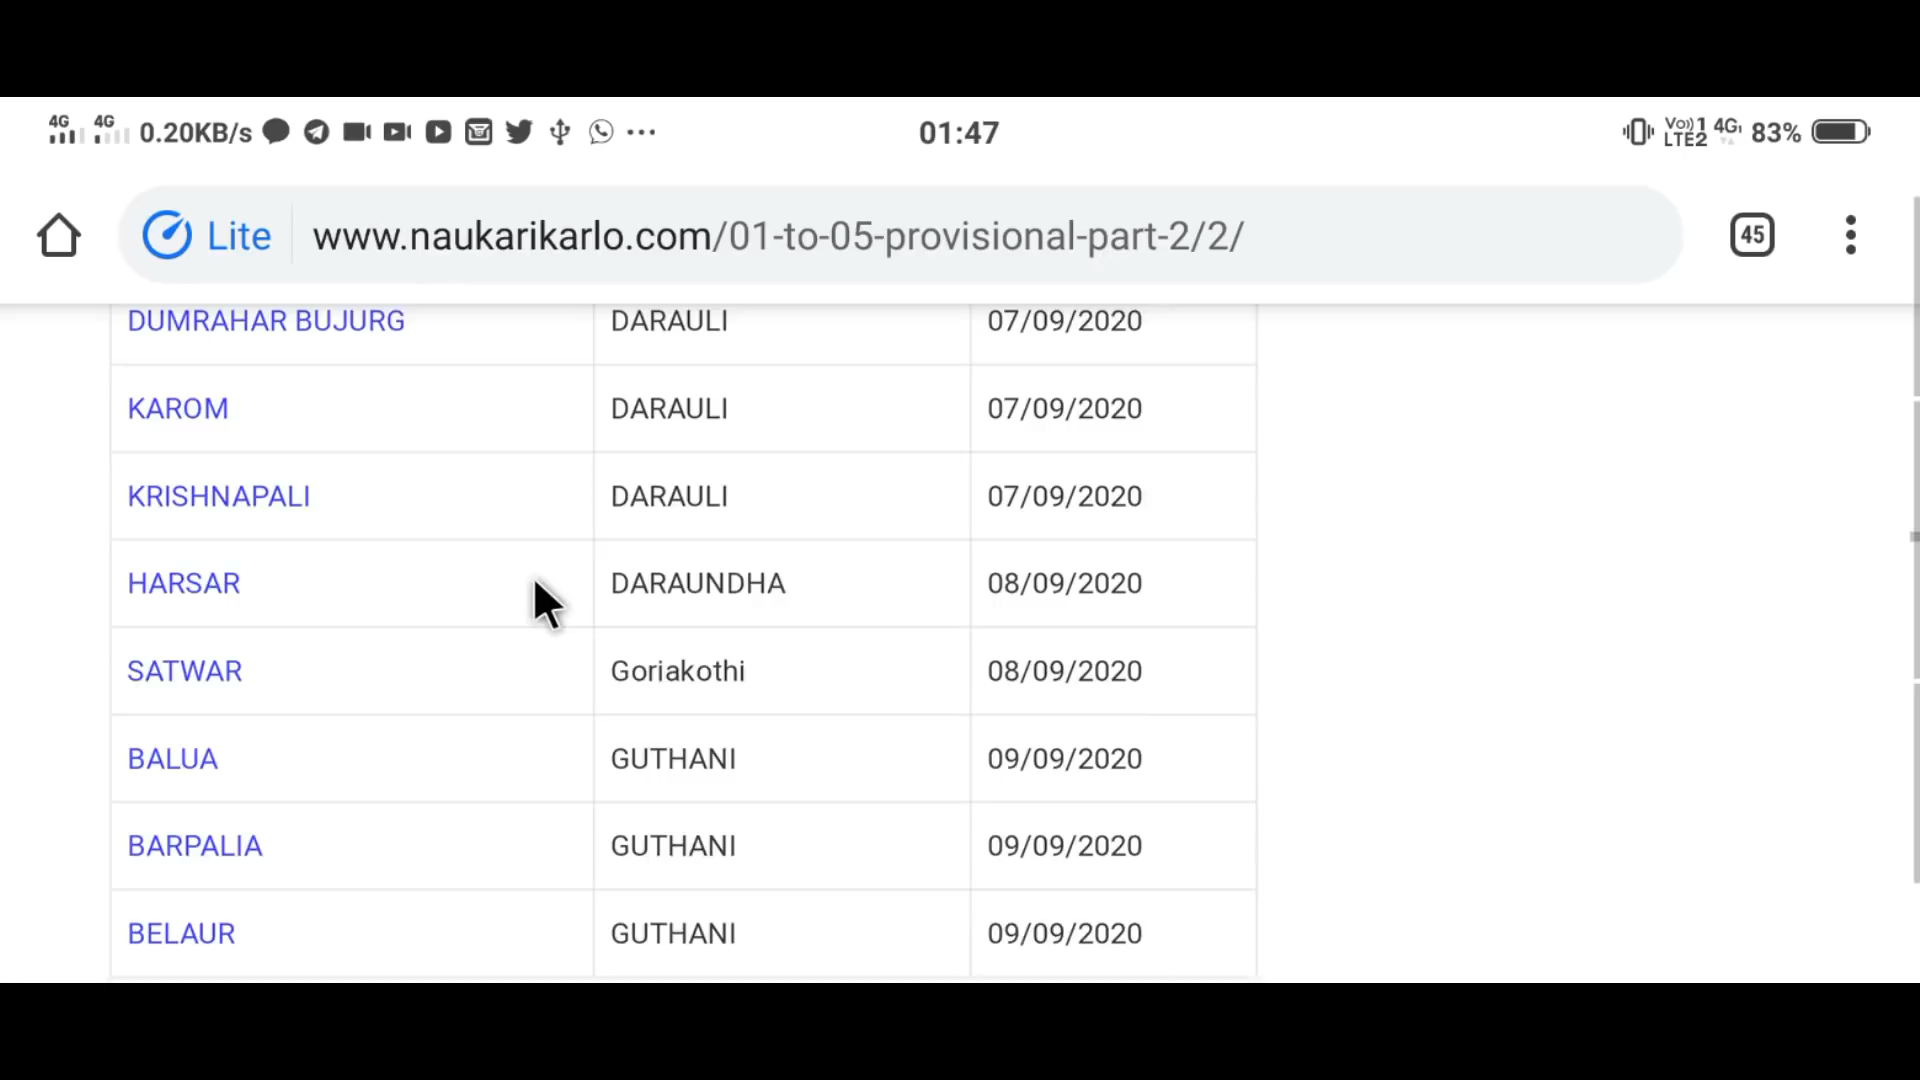 4G 4G 0.20KB/s 01:47 Vo)) 1 LTE2 4G 83%
Lite www.naukarikarlo.com/01-to-05-provisional-part-2/2/ 45
DUMRAHAR BUJURG DARAULI 07/09/2020
KAROM DARAULI 07/09/2020
KRISHNAPALI DARAULI 07/09/2020
HARSAR DARAUNDHA 08/09/2020
SATWAR Goriakothi 08/09/2020
BALUA GUTHANI 09/09/2020
BARPALIA GUTHANI 09/09/2020
BELAUR GUTHANI 09/09/2020